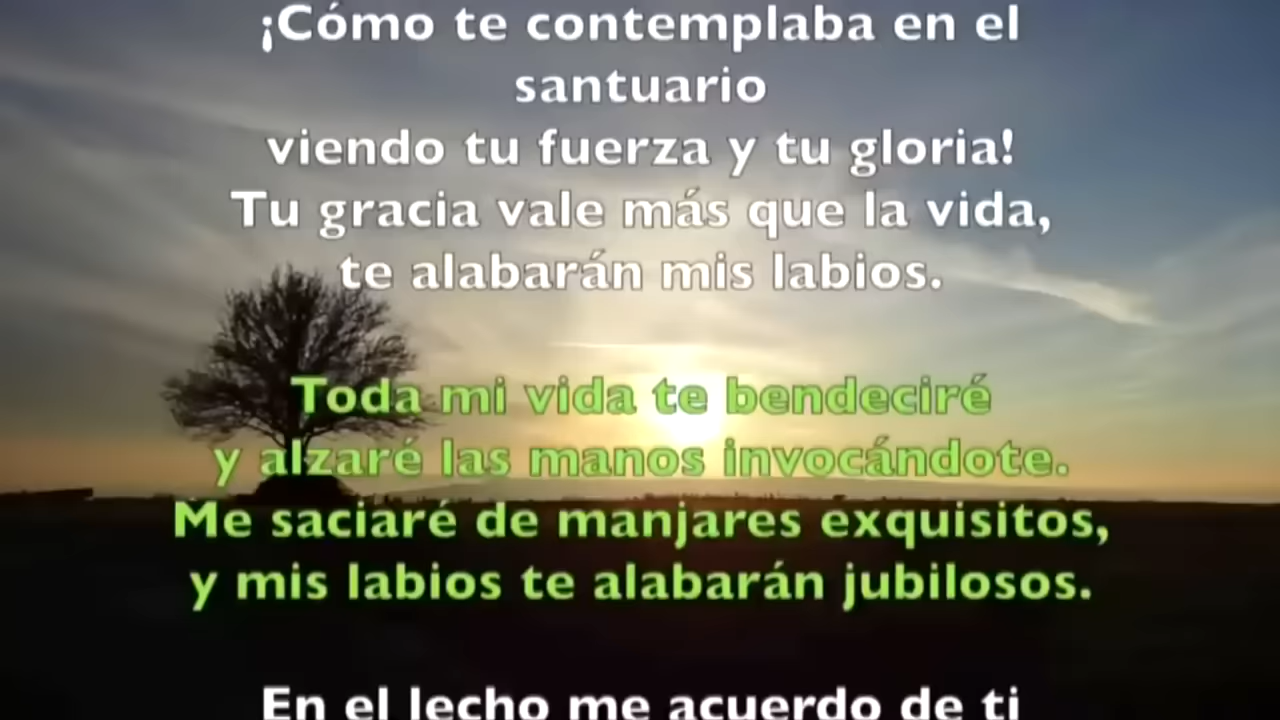 ¡Cómo te contemplaba en el
santuario
viendo tu fuerza y tu gloria!
Tu gracia vale más que la vida,
te alabarán mis labios.
Toda mi vida te bendeciré
y alzaré las manos invocándote.
Me saciaré de manjares exquisitos,
y mis labios te alabarán jubilosos.
En el lecho me acuerdo de ti